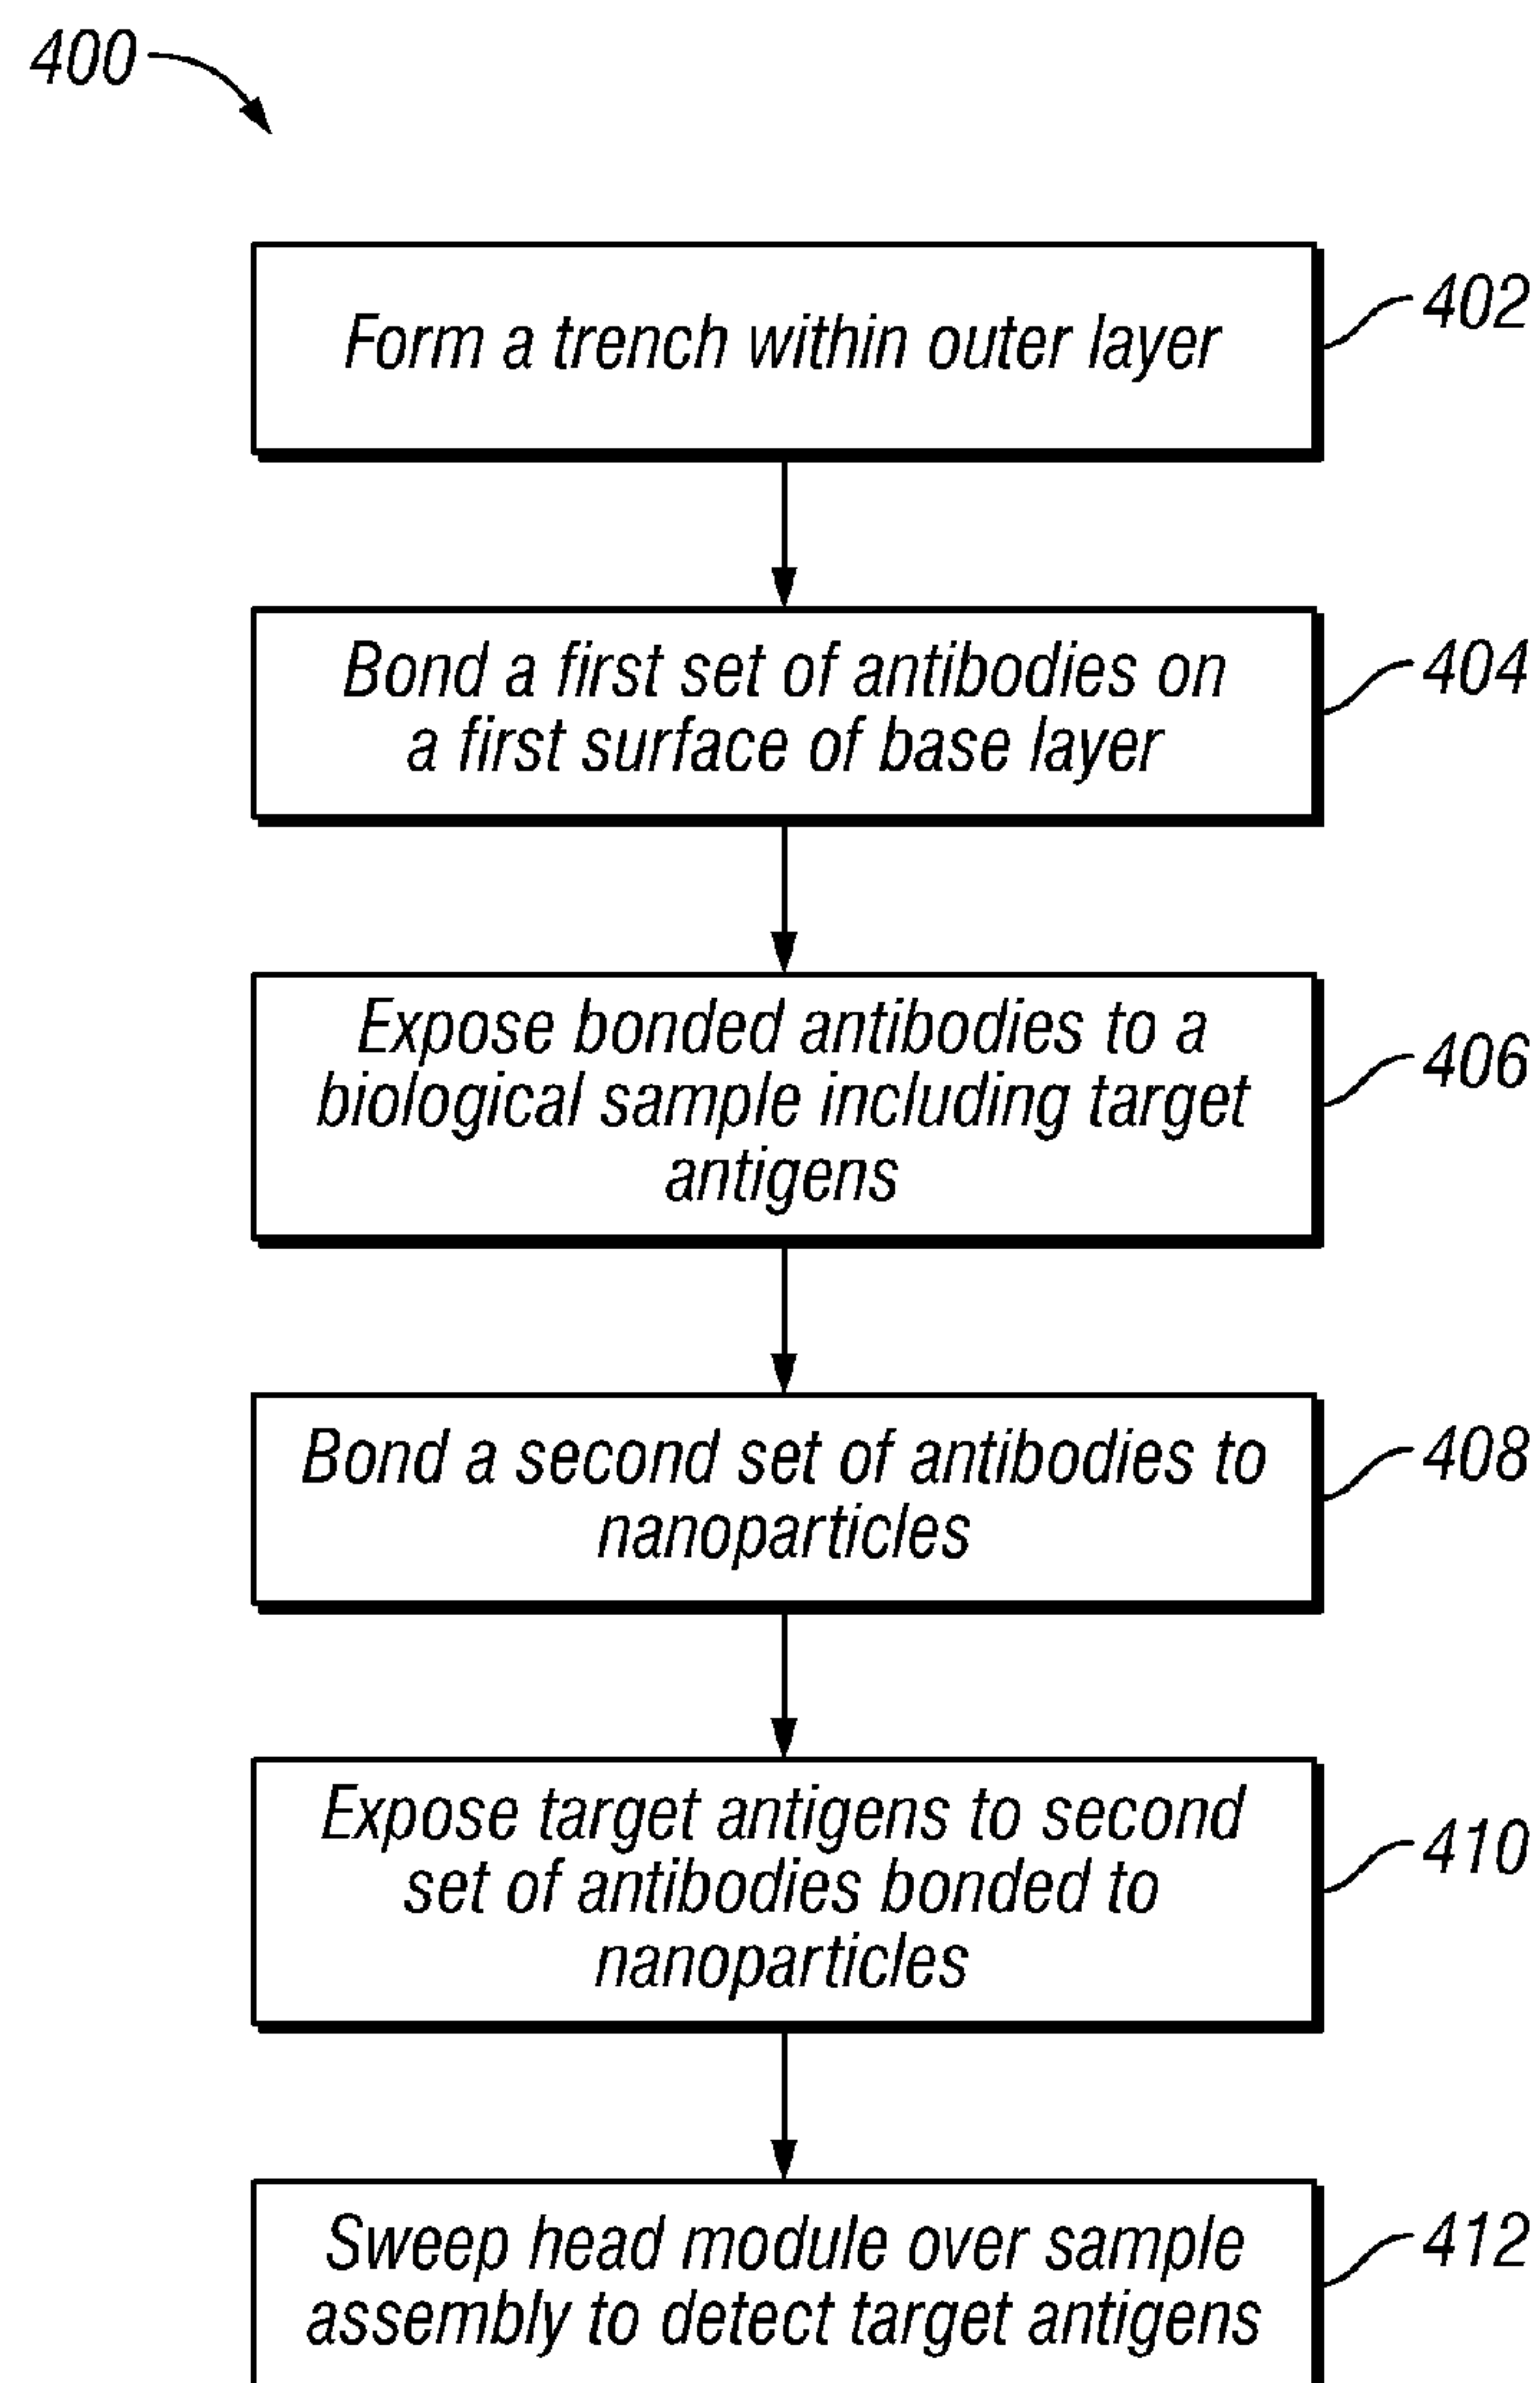 400
Form a trench within outer layer
402
Bond a first set of antibodies on
a first surface of base layer
404
Expose bonded antibodies to a
biological sample including target
antigens
406
Bond a second set of antibodies to
nanoparticles
408
Expose target antigens to second
set of antibodies bonded to
nanoparticles
410
Sweep head module over sample
assembly to detect target antigens
412